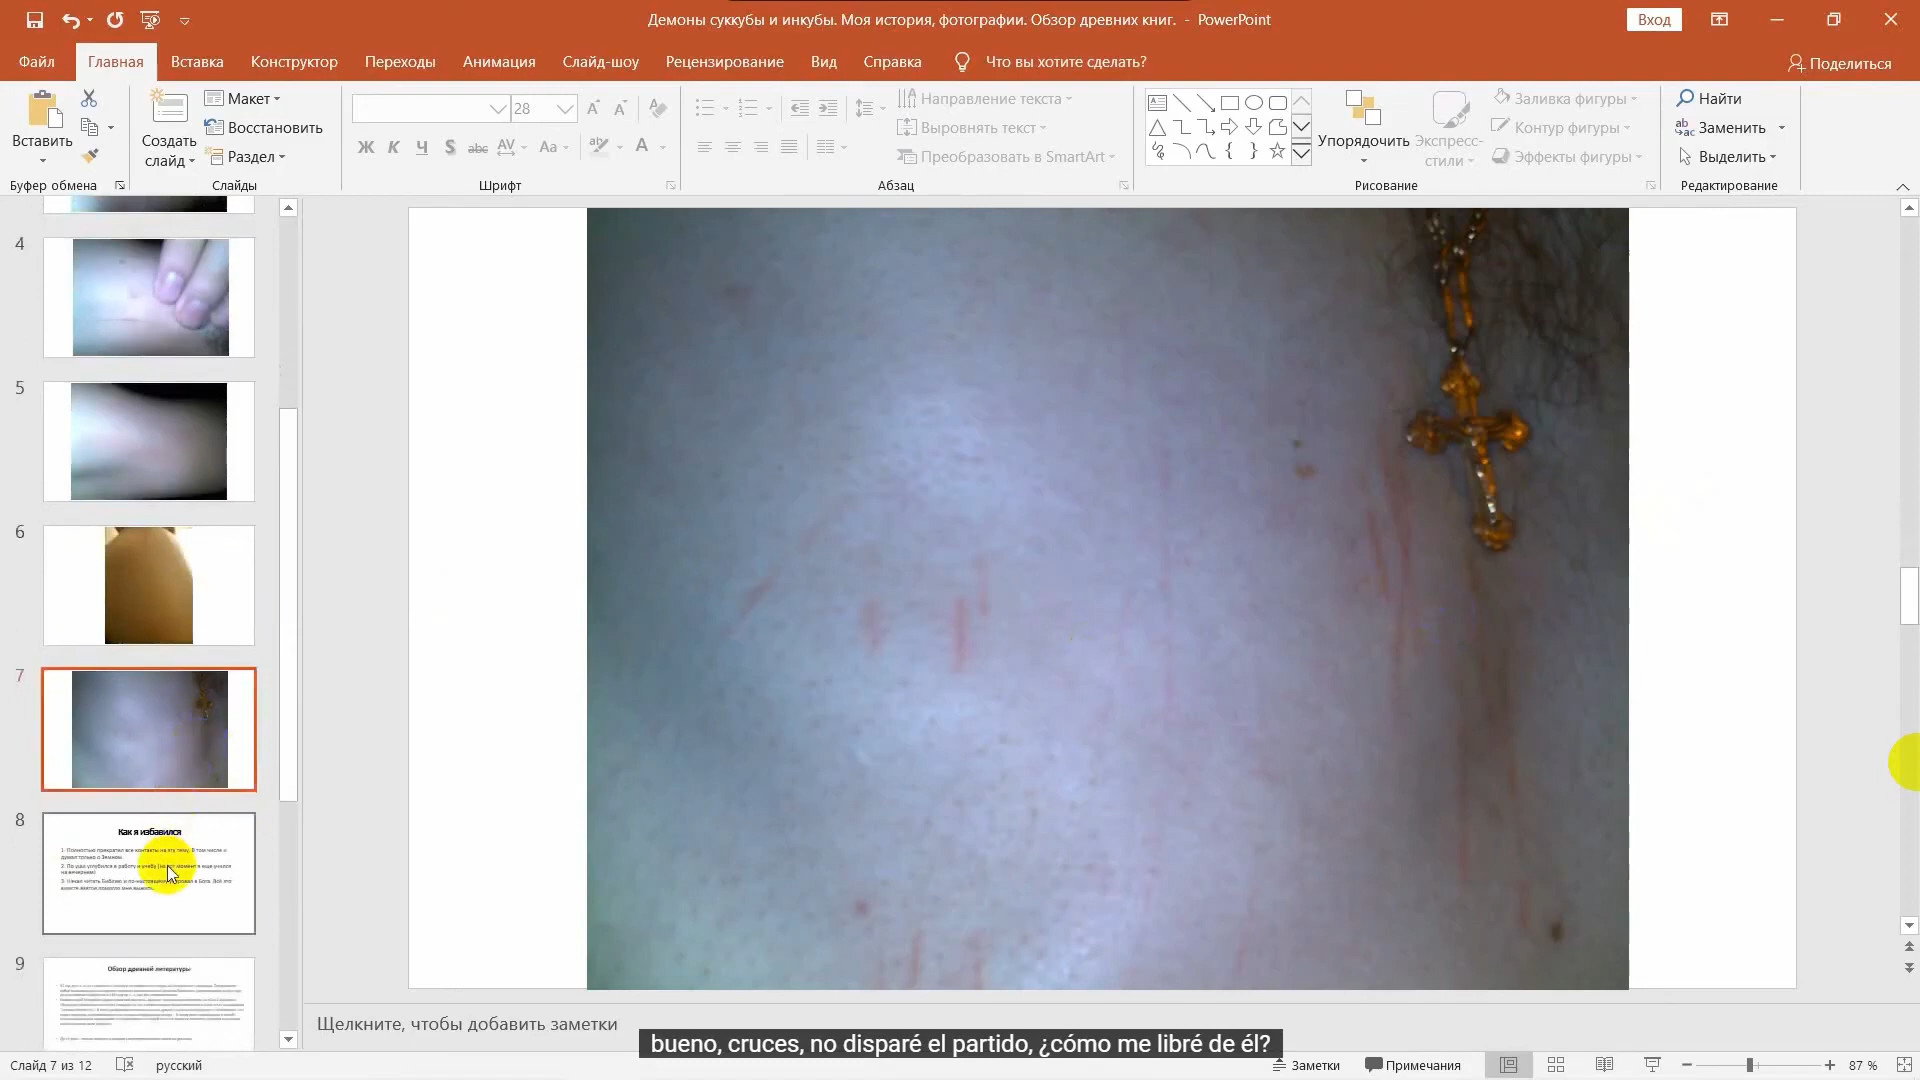 Демоны суккубы и инкубы. Моя история, фотографии. Обзор древних книг. - PowerPoint
Вход
Файл
Главная
Вставка
Конструктор
Переходы
Анимация
Слайд-шоу
Рецензирование
Вид
Справка
Что вы хотите сделать?
Поделиться
Вставить
Буфер обмена
Создать слайд
Макет
Восстановить
Раздел
Слайды
28
Ж К Ч S abc AV Aa
A
Шрифт
Направление текста
Выровнять текст
Преобразовать в SmartArt
Абзац
Упорядочить
Экспресс-стили
Заливка фигуры
Контур фигуры
Эффекты фигуры
Рисование
Найти
Заменить
Выделить
Редактирование
4
5
6
7
8
Как я избавился
9
Обзор древней литературы
Щелкните, чтобы добавить заметки
bueno, cruces, no disparé el partido, ¿cómo me libré de él?
Слайд 7 из 12
русский
Заметки
Примечания
87 %